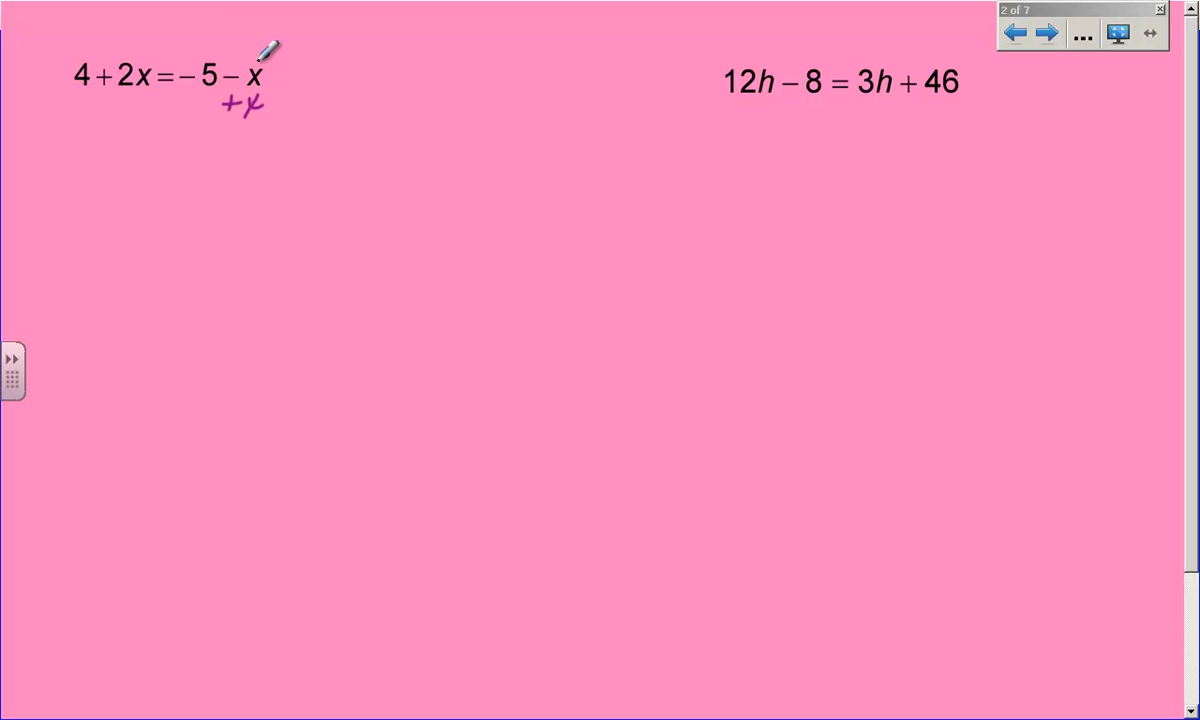 2 of 7
4 + 2x = – 5 – x
+x
12h – 8 = 3h + 46